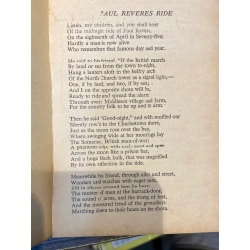 PAUL REVERES RIDE
Listen, my children, and you shall hear
Of the midnight ride of Paul Revere,
On the eighteenth of April in Seventy-five;
Hardly a man is now alive
Who remembers that famous day and year.
He said to his friend, "If the British march
By land or sea from the town to-night,
Hang a lantern aloft in the belfry arch
Of the North Church tower as a signal light,—
One, if by land, and two, if by sea;
And I on the opposite shore will be,
Ready to ride and spread the alarm
Through every Middlesex village and farm,
For the county folk to be up and to arm.
Then he said "Good-night," and with muffled oar
Silently row'd to the Charlestown shore,
Just as the moon rose over the bay,
Where swinging wide at her moorings lay
The Somerset, British man-of-war;
A phantom ship, with each mast and spar
Across the moon like a prison bar,
And a huge black hulk, that was magnified
By its own reflection in the tide.
Meanwhile his friend, through alley and street,
Wanders and watches with eager ears,
Till in silence around him he hears
The muster of men at the barrack-door,
The sound of arms, and the tramp of feet,
And the measured tread of the grenadiers
Marching down to their boats on the shore.